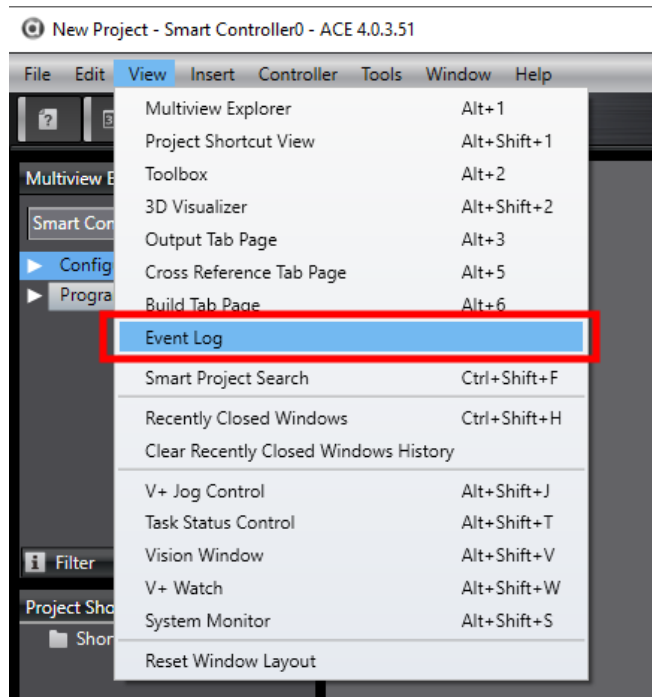 New Project - Smart Controller0 - ACE 4.0.3.51
File Edit View Insert Controller Tools Window Help
Multiview Explorer Alt+1
Project Shortcut View Alt+Shift+1
Toolbox Alt+2
3D Visualizer Alt+Shift+2
Output Tab Page Alt+3
Cross Reference Tab Page Alt+5
Build Tab Page Alt+6
Event Log
Smart Project Search Ctrl+Shift+F
Recently Closed Windows Ctrl+Shift+H
Clear Recently Closed Windows History
V+ Jog Control Alt+Shift+J
Task Status Control Alt+Shift+T
Vision Window Alt+Shift+V
V+ Watch Alt+Shift+W
System Monitor Alt+Shift+S
Reset Window Layout
Multiview E
Smart Con
Config
Progra
Filter
Project Sho
Shor